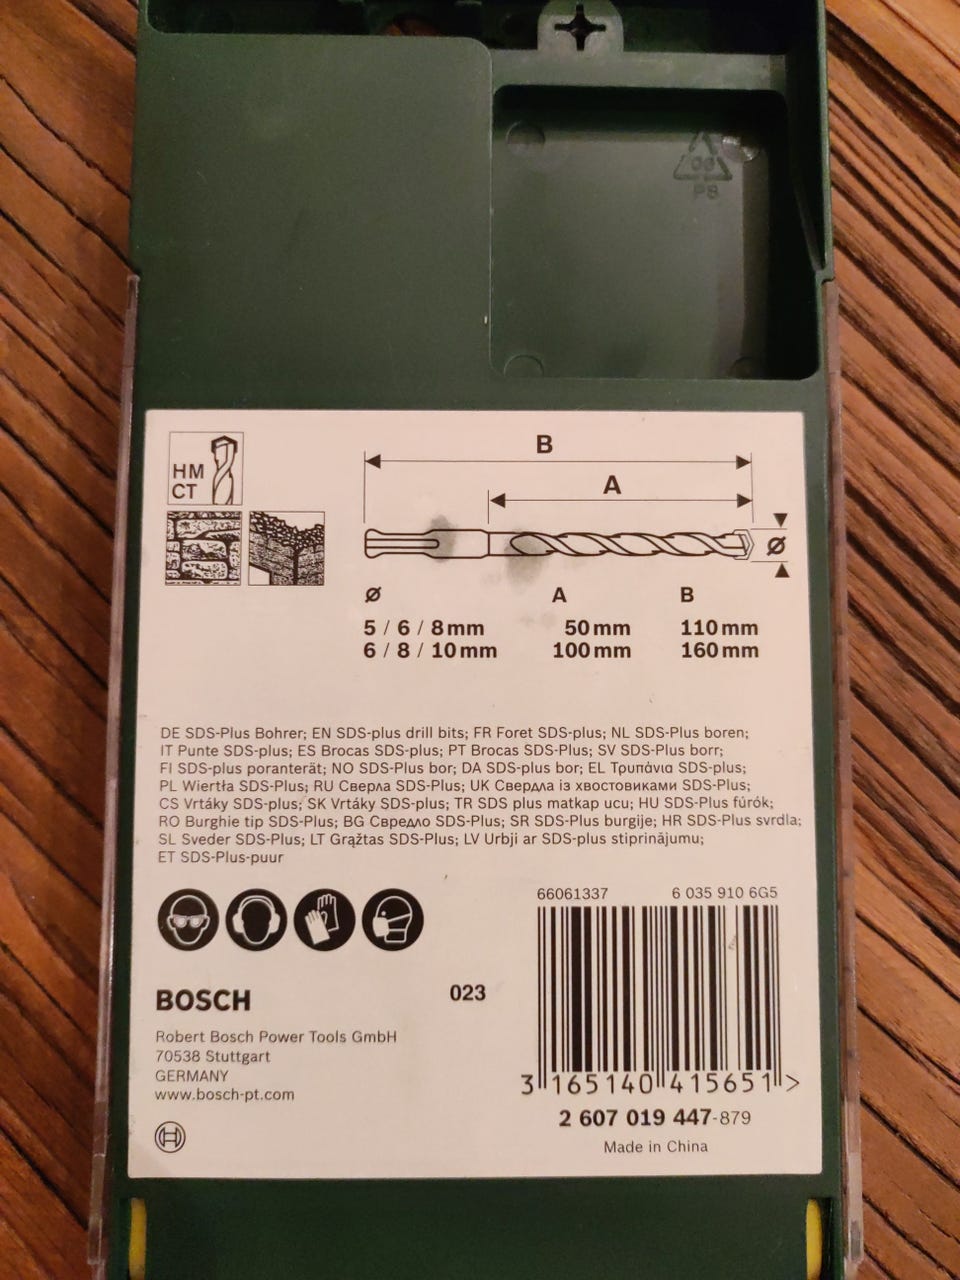 06
PS
B
A
Ø
HM
CT
Ø A B
5 / 6 / 8 mm 50 mm 110 mm
6 / 8 / 10 mm 100 mm 160 mm
DE SDS-Plus Bohrer; EN SDS-plus drill bits; FR Foret SDS-plus; NL SDS-Plus boren;
IT Punte SDS-plus; ES Brocas SDS-plus; PT Brocas SDS-Plus; SV SDS-Plus borr;
FI SDS-plus poranterät; NO SDS-Plus bor; DA SDS-plus bor; EL Τρυπάνια SDS-plus;
PL Wiertła SDS-Plus; RU Сверла SDS-Plus; UK Свердла із хвостовиками SDS-Plus;
CS Vrtáky SDS-plus; SK Vrtáky SDS-plus; TR SDS plus matkap ucu; HU SDS-Plus fúrók;
RO Burghie tip SDS-Plus; BG Свредло SDS-Plus; SR SDS-Plus burgije; HR SDS-Plus svrdla;
SL Sveder SDS-Plus; LT Grąžtas SDS-Plus; LV Urbji ar SDS-plus stiprinājumu;
ET SDS-Plus-puur
66061337 6 035 910 6G5
BOSCH
023
Robert Bosch Power Tools GmbH
70538 Stuttgart
GERMANY
www.bosch-pt.com
3 165140 415651 >
2 607 019 447-879
Made in China